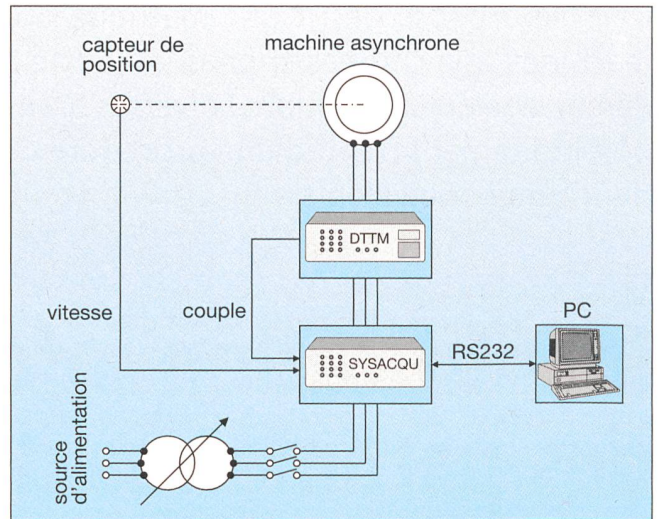 capteur de
position
machine asynchrone
DTTM
vitesse
couple
PC
SYSACQU
RS232
source
d'alimentation